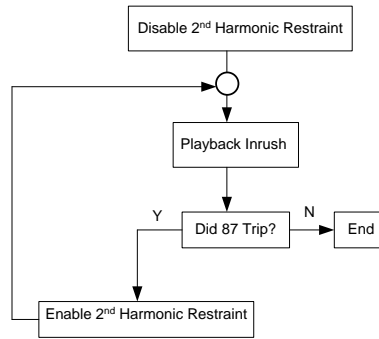 Disable 2nd Harmonic Restraint
Playback Inrush
Y
N
Did 87 Trip?
End
Enable 2nd Harmonic Restraint